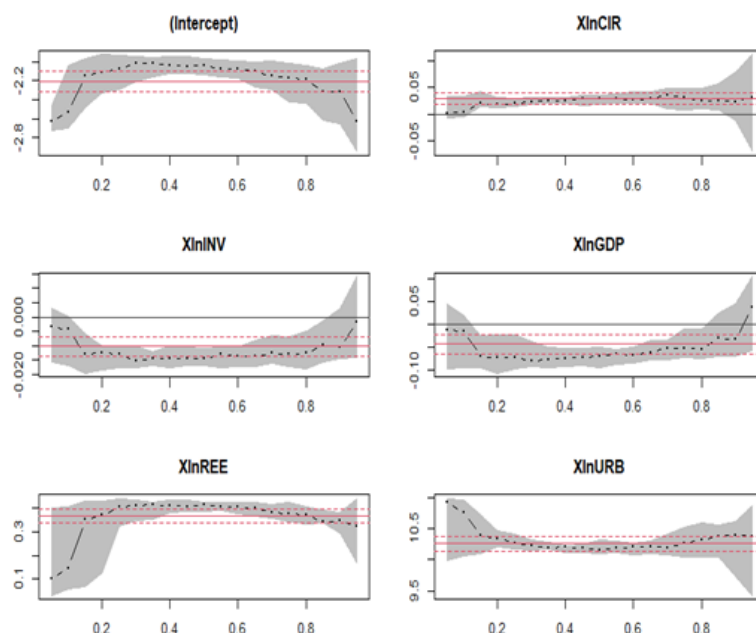 (Intercept)
XlnCIR
-2.2
-2.8
0.05
-0.05
0.2 0.4 0.6 0.8
0.2 0.4 0.6 0.8
XlnINV
XlnGDP
0.000
-0.020
0.05
-0.10
0.2 0.4 0.6 0.8
0.2 0.4 0.6 0.8
XlnREE
XlnURB
0.3
0.1
10.5
9.5
0.2 0.4 0.6 0.8
0.2 0.4 0.6 0.8